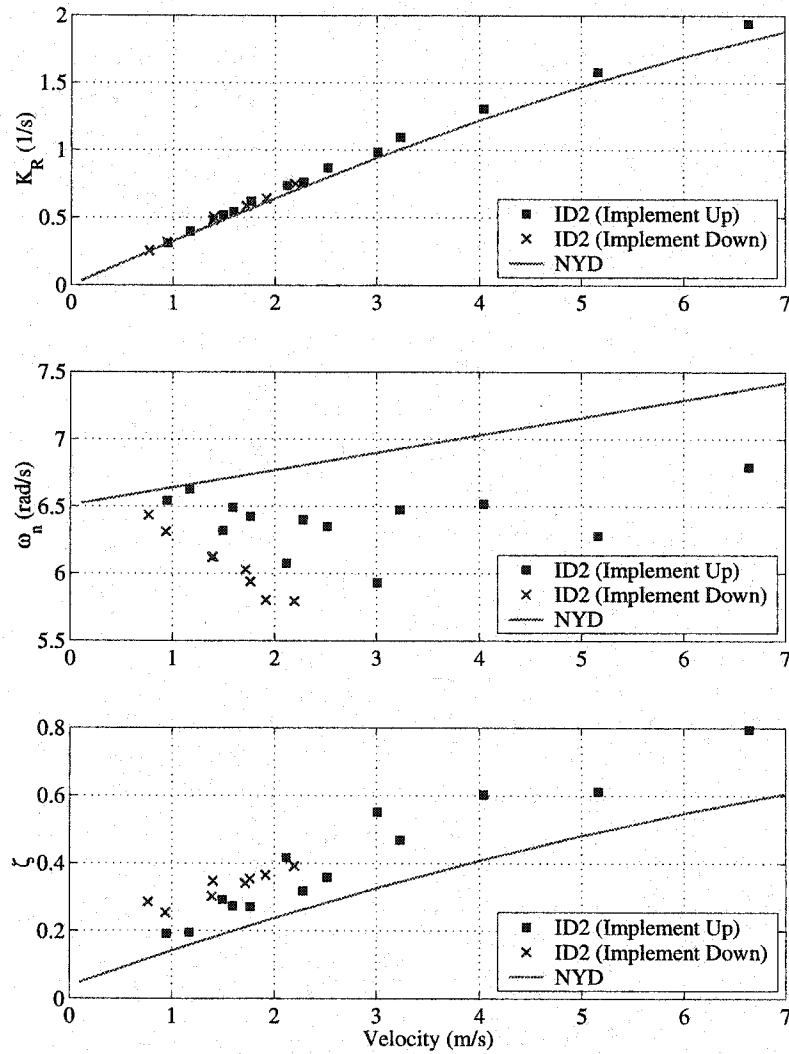 2
1.5
1
0.5
0
K_R (1/s)
ID2 (Implement Up)
ID2 (Implement Down)
NYD
0 1 2 3 4 5 6 7
7.5
7
6.5
6
5.5
ω_n (rad/s)
ID2 (Implement Up)
ID2 (Implement Down)
NYD
0 1 2 3 4 5 6 7
0.8
0.6
0.4
0.2
0
ζ
ID2 (Implement Up)
ID2 (Implement Down)
NYD
0 1 2 3 4 5 6 7
Velocity (m/s)